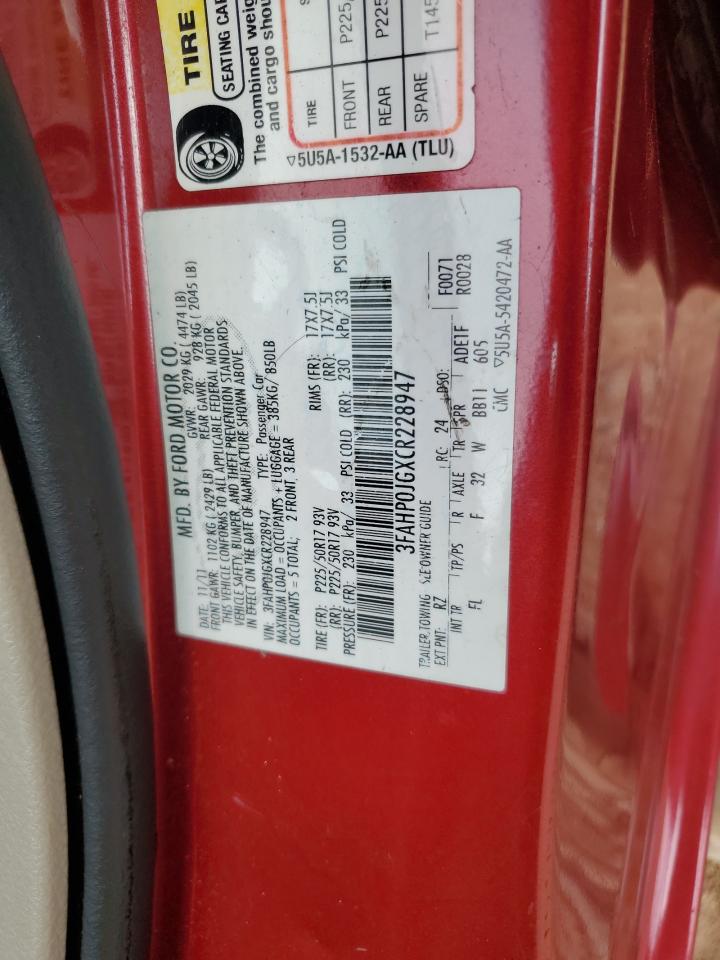 TIRE
SEATING CAP
The combined weig
and cargo shou
TIRE
FRONT P225
REAR P225
SPARE T145
▽5U5A-1532-AA (TLU)
MFD. BY FORD MOTOR CO.
DATE: 11/11 GVWR: 2029 KG ( 4474 LB)
FRONT GAWR: 1102 KG ( 2429 LB) REAR GAWR: 928 KG ( 2045 LB)
THIS VEHICLE CONFORMS TO ALL APPLICABLE FEDERAL MOTOR
VEHICLE SAFETY, BUMPER, AND THEFT PREVENTION STANDARDS
IN EFFECT ON THE DATE OF MANUFACTURE SHOWN ABOVE.
VIN: 3FAHP0JGXCR228947 TYPE: Passenger Car
MAXIMUM LOAD = OCCUPANTS + LUGGAGE = 385KG/ 850LB
OCCUPANTS = 5 TOTAL; 2 FRONT, 3 REAR
TIRE (FR): P225/50R17 93V RIMS (FR): 17X7.5J
(RR): P225/50R17 93V (RR): 17X7.5J
PRESSURE (FR): 230 kPa/ 33 PSI COLD (RR): 230 kPa/ 33 PSI COLD
3FAHP0JGXCR228947
TRAILER TOWING - SEE OWNER GUIDE F0071
EXT PNT: RZ RC: 24 DSO: R0028
INT TR TP/PS R AXLE TR SPR ADE1F
FL F 32 W BB11 605
CMC ▽5U5A-5420472-AA